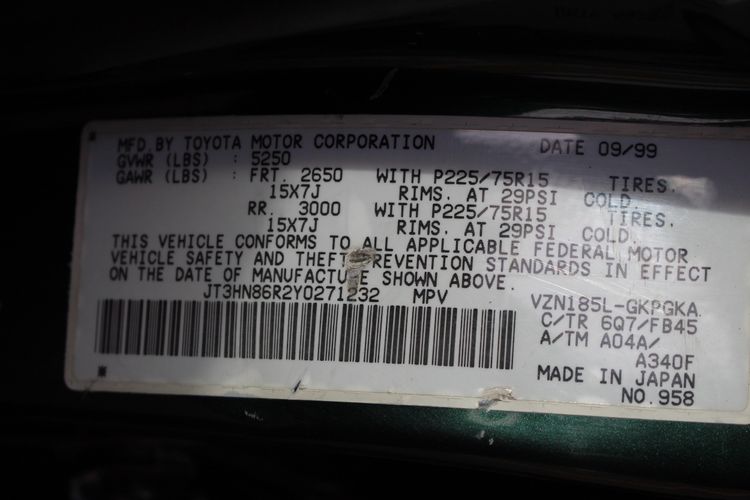 MFD.BY TOYOTA MOTOR CORPORATION DATE 09/99
GVWR (LBS) : 5250
GAWR (LBS) : FRT. 2650 WITH P225/75R15 TIRES.
15X7J RIMS. AT 29PSI COLD.
RR. 3000 WITH P225/75R15 TIRES.
15X7J RIMS. AT 29PSI COLD.
THIS VEHICLE CONFORMS TO ALL APPLICABLE FEDERAL MOTOR
VEHICLE SAFETY AND THEFT PREVENTION STANDARDS IN EFFECT
ON THE DATE OF MANUFACTURE SHOWN ABOVE.
JT3HN86R2Y0271232 MPV VZN185L-GKPGKA
C/TR 6Q7/FB45
A/TM A04A/
A340F
MADE IN JAPAN
NO.958